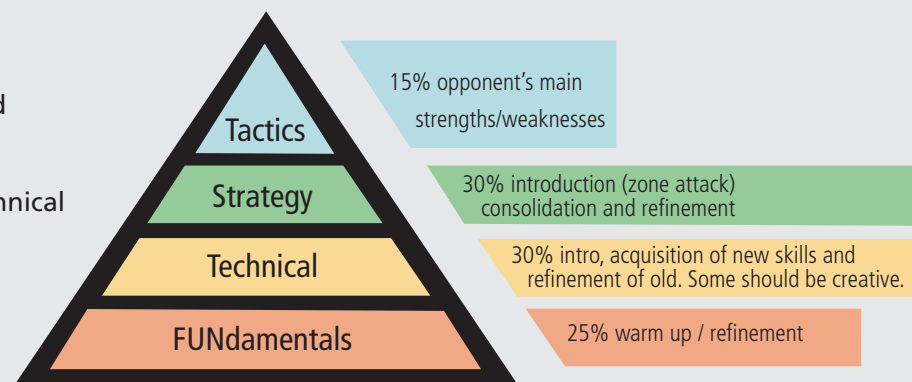 d
hnical
Tactics
15% opponent’s main
strengths/weaknesses
Strategy
30% introduction (zone attack)
consolidation and refinement
Technical
30% intro, acquisition of new skills and
refinement of old. Some should be creative.
FUNdamentals
25% warm up / refinement